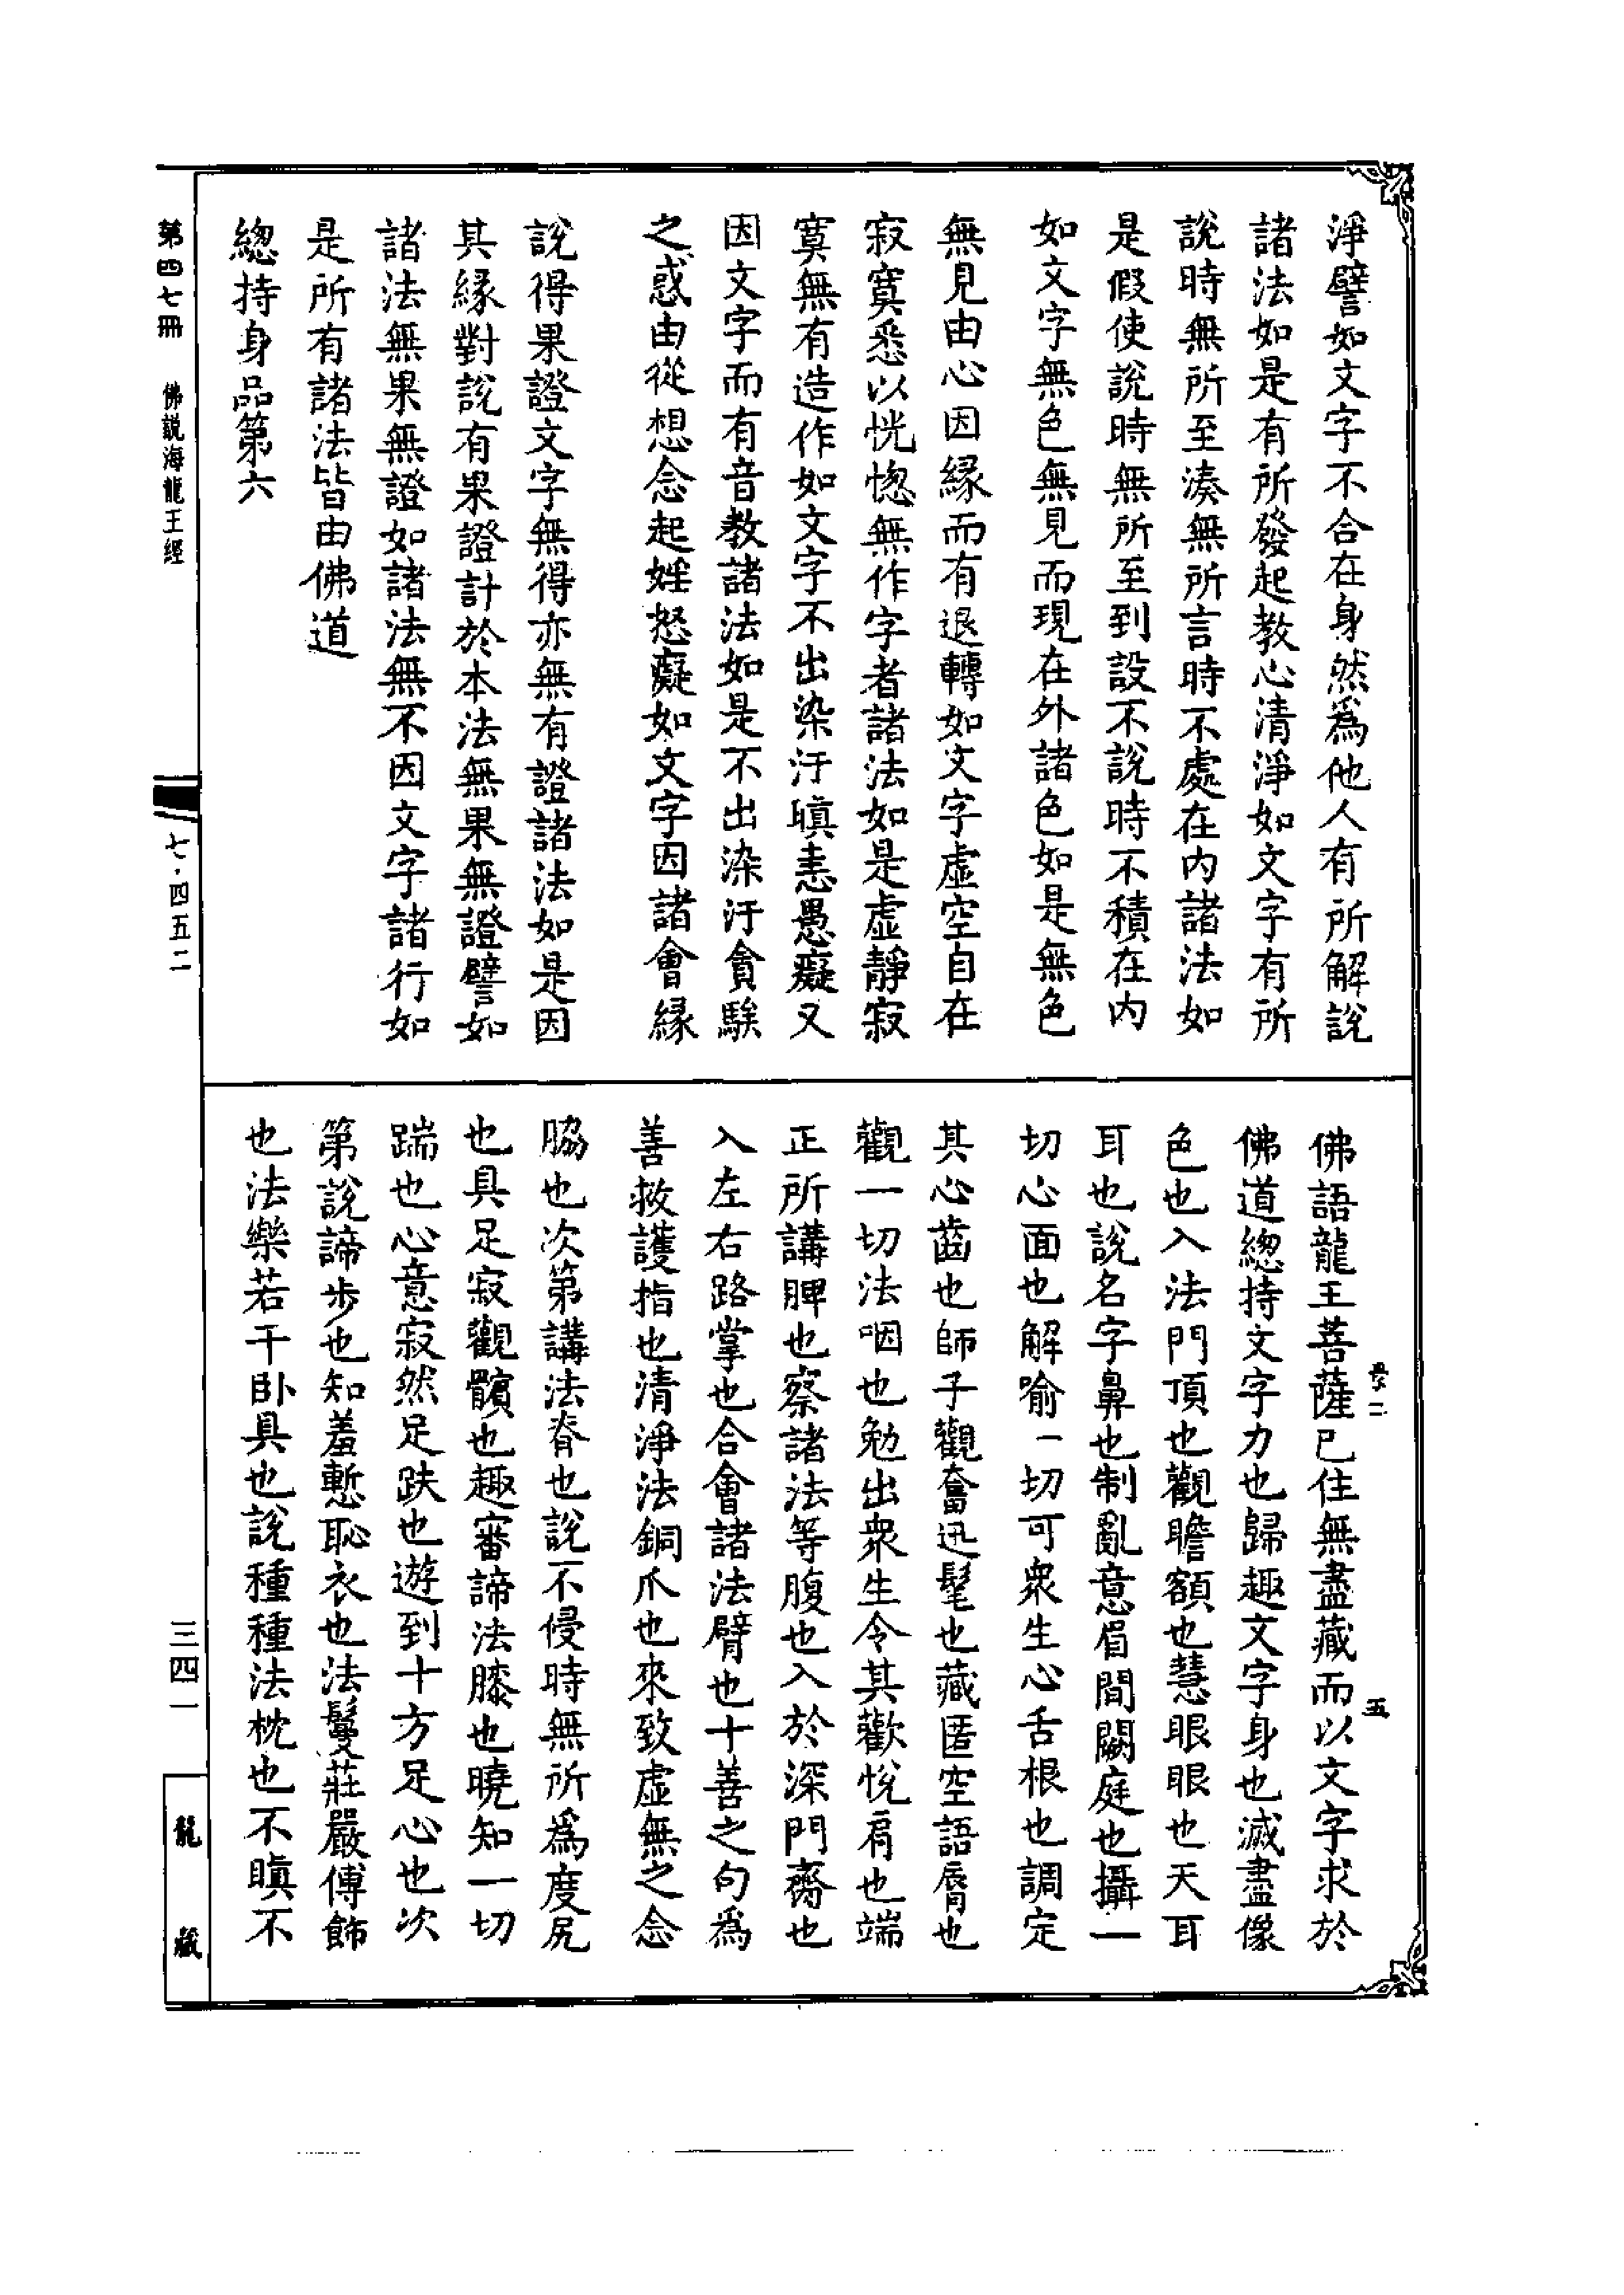 淨譬如文字不合在身然爲他人有所解說
諸法如是有所發起教心清淨如文字有所
說時無所至湊無所言時不處在内諸法如
是假使說時無所至到設不說時不積在内
如文字無色無見而現在外諸色如是無色
無見由心因緣而有退轉如文字虛空自在
寂寞悉以恍惚無作字者諸法如是虛靜寂
寞無有造作如文字不出染汙瞋恚愚癡又
因文字而有音教諸法如是不出染汙貪騃
之惑由從想念起婬怒癡如文字因諸會緣
說得果證文字無得亦無有證諸法如是因
其緣對說有果證計於本法無果無證譬如
諸法無果無證如諸法無不因文字諸行如
是所有諸法皆由佛道
總持身品第六
佛語龍王菩薩已住無盡藏而以文字求於
佛道總持文字力也歸趣文字身也滅盡像
色也入法門頂也觀瞻額也慧眼眼也天耳
耳也說名字鼻也制亂意眉間闕庭也攝一
切心面也解喻一切可衆生心舌根也調定
其心齒也師子觀奮迅髦也藏匿空語脣也
觀一切法咽也勉出衆生令其歡悅肩也端
正所講脾也察諸法等腹也入於深門齋也
入左右路掌也合會諸法臂也十善之句爲
善救護指也清淨法銅爪也來致虛無之念
脇也次第講法脊也說不侵時無所爲度尻
也具足寂觀髖也趣審諦法膝也曉知一切
踹也心意寂然足趺也遊到十方足心也次
第說諦步也知羞慙恥衣也法鬘莊嚴傅飾
也法樂若干卧具也說種種法枕也不瞋不
五
第四七冊 佛説海龍王經
七·四五二
三四一
龍藏